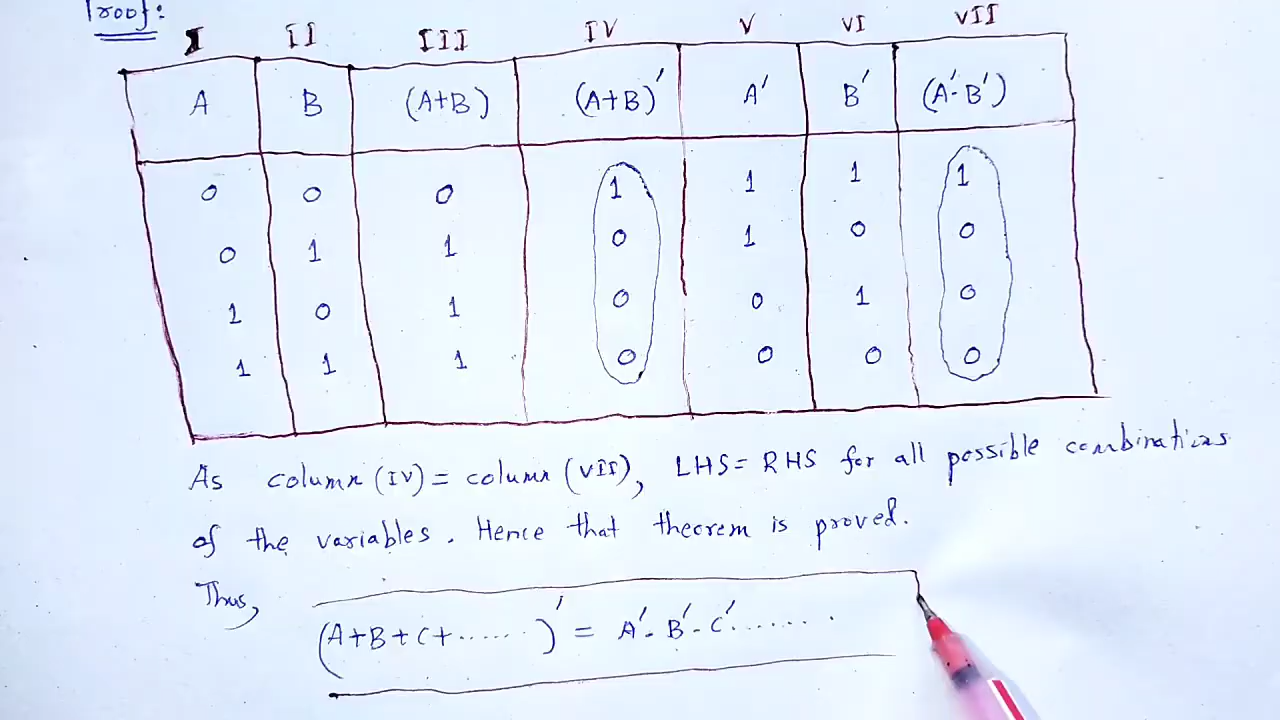 Proof:
I II III IV V VI VII
A B (A+B) (A+B)′ A′ B′ (A′·B′)
0 0 0 1 1 1 1
0 1 1 0 1 0 0
1 0 1 0 0 1 0
1 1 1 0 0 0 0
As column (IV) = column (VII), LHS = RHS for all possible combinations
of the variables. Hence that theorem is proved.
Thus,
(A+B+C+......)′ = A′·B′·C′.......